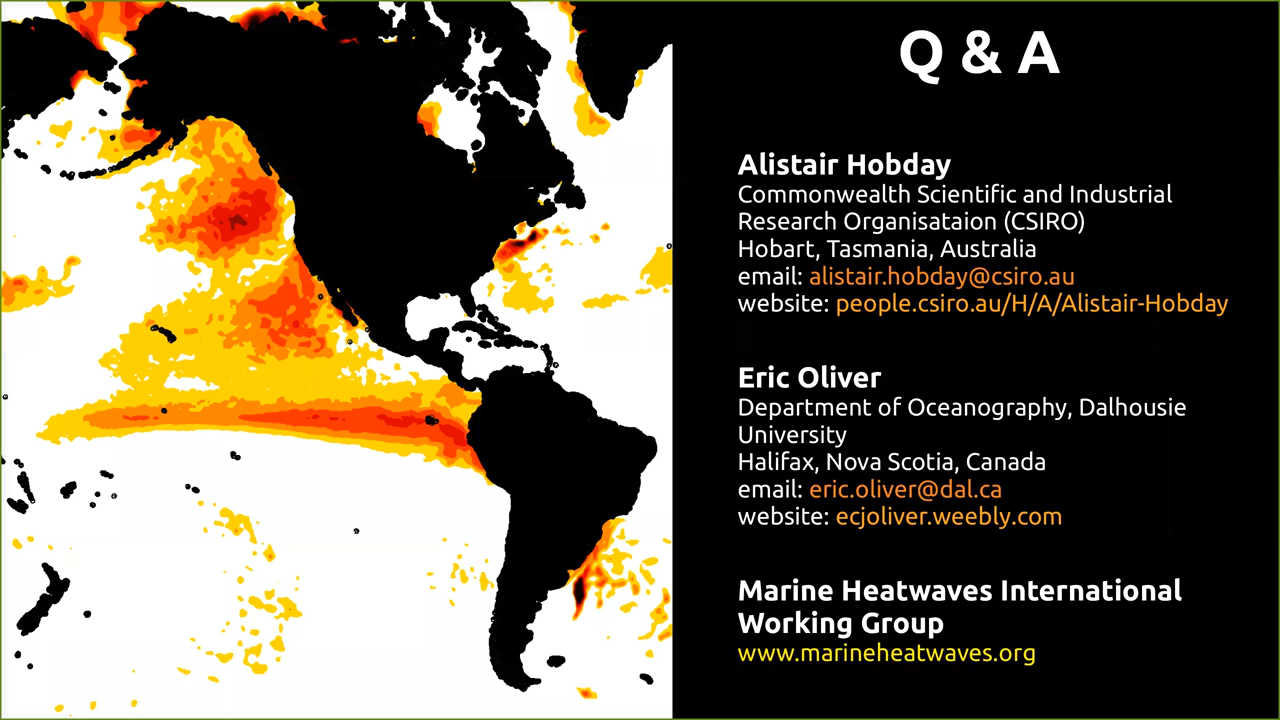 Q & A
Alistair Hobday
Commonwealth Scientific and Industrial
Research Organisataion (CSIRO)
Hobart, Tasmania, Australia
email: alistair.hobday@csiro.au
website: people.csiro.au/H/A/Alistair-Hobday
Eric Oliver
Department of Oceanography, Dalhousie
University
Halifax, Nova Scotia, Canada
email: eric.oliver@dal.ca
website: ecjoliver.weebly.com
Marine Heatwaves International
Working Group
www.marineheatwaves.org